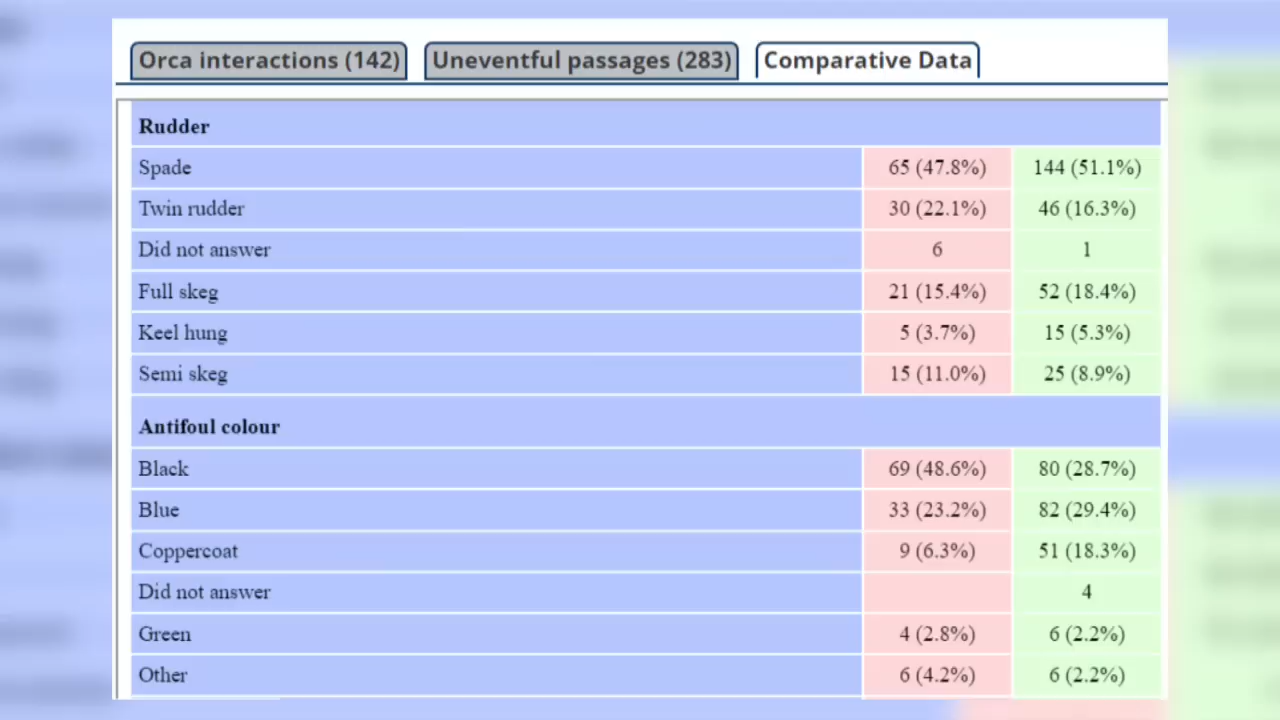 Orca interactions (142) Uneventful passages (283) Comparative Data
Rudder
Spade 65 (47.8%) 144 (51.1%)
Twin rudder 30 (22.1%) 46 (16.3%)
Did not answer 6 1
Full skeg 21 (15.4%) 52 (18.4%)
Keel hung 5 (3.7%) 15 (5.3%)
Semi skeg 15 (11.0%) 25 (8.9%)
Antifoul colour
Black 69 (48.6%) 80 (28.7%)
Blue 33 (23.2%) 82 (29.4%)
Coppercoat 9 (6.3%) 51 (18.3%)
Did not answer 4
Green 4 (2.8%) 6 (2.2%)
Other 6 (4.2%) 6 (2.2%)